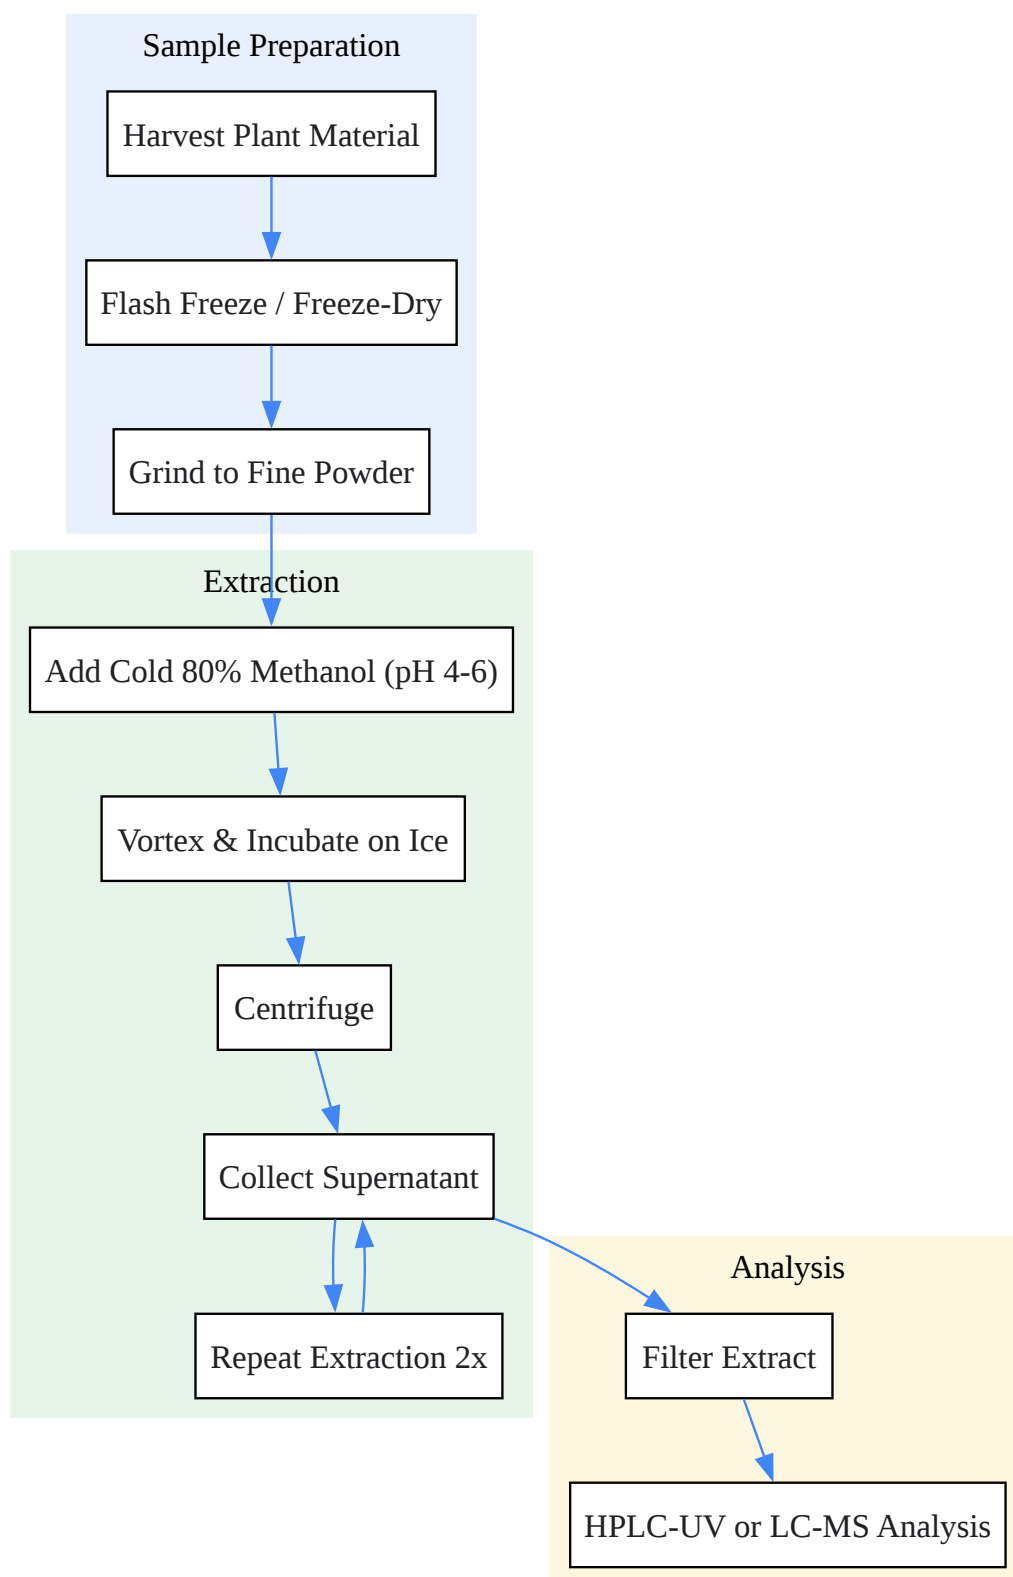 Sample Preparation
Harvest Plant Material
Flash Freeze / Freeze-Dry
Grind to Fine Powder
Extraction
Add Cold 80% Methanol (pH 4-6)
Vortex & Incubate on Ice
Centrifuge
Collect Supernatant
Repeat Extraction 2x
Analysis
Filter Extract
HPLC-UV or LC-MS Analysis